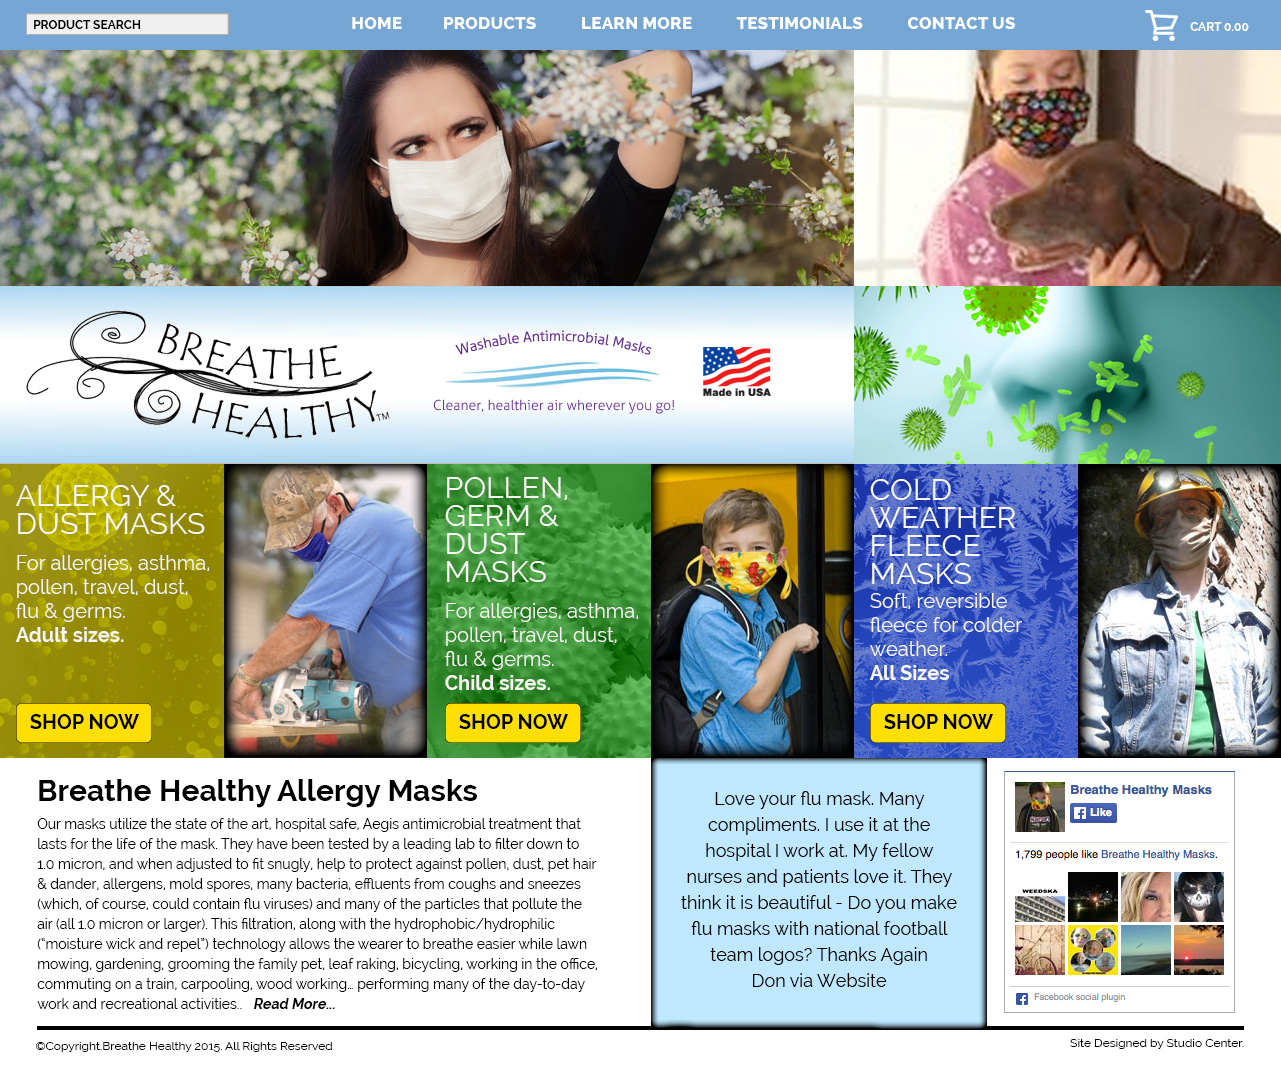 PRODUCT SEARCH
HOME
PRODUCTS
LEARN MORE
TESTIMONIALS
CONTACT US
CART 0.00
BREATHE
HEALTHY™
Washable Antimicrobial Masks
Cleaner, healthier air wherever you go!
Made in USA
ALLERGY &
DUST MASKS
For allergies, asthma,
pollen, travel, dust,
flu & germs.
Adult sizes.
SHOP NOW
POLLEN,
GERM &
DUST
MASKS
For allergies, asthma,
pollen, travel, dust,
flu & germs.
Child sizes.
SHOP NOW
COLD
WEATHER
FLEECE
MASKS
Soft, reversible
fleece for colder
weather.
All Sizes
SHOP NOW
Breathe Healthy Allergy Masks
Our masks utilize the state of the art, hospital safe, Aegis antimicrobial treatment that
lasts for the life of the mask. They have been tested by a leading lab to filter down to
1.0 micron, and when adjusted to fit snugly, help to protect against pollen, dust, pet hair
& dander, allergens, mold spores, many bacteria, effluents from coughs and sneezes
(which, of course, could contain flu viruses) and many of the particles that pollute the
air (all 1.0 micron or larger). This filtration, along with the hydrophobic/hydrophilic
(“moisture wick and repel”) technology allows the wearer to breathe easier while lawn
mowing, gardening, grooming the family pet, leaf raking, bicycling, working in the office,
commuting on a train, carpooling, wood working... performing many of the day-to-day
work and recreational activities.. Read More...
Love your flu mask. Many
compliments. I use it at the
hospital I work at. My fellow
nurses and patients love it. They
think it is beautiful - Do you make
flu masks with national football
team logos? Thanks Again
Don via Website
Breathe Healthy Masks
Like
1,799 people like Breathe Healthy Masks.
WEEDSKA
Facebook social plugin
©Copyright.Breathe Healthy 2015. All Rights Reserved
Site Designed by Studio Center.